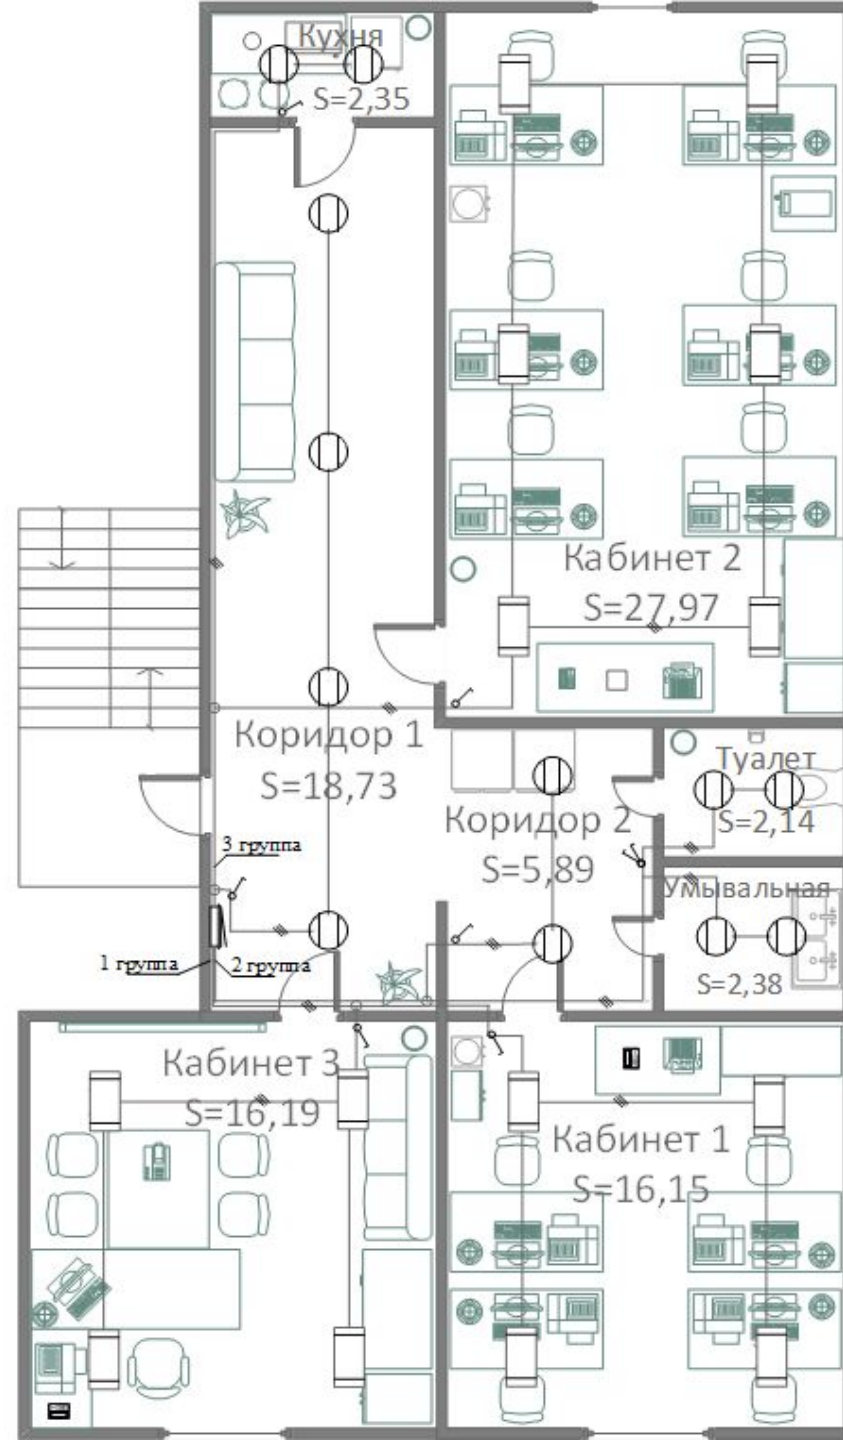 Кухня
S=2,35
Кабинет 2
S=27,97
Коридор 1
S=18,73
Туалет
S=2,14
Коридор 2
S=5,89
3 группа
Умывальная
S=2,38
1 группа
2 группа
Кабинет 3
S=16,19
Кабинет 1
S=16,15